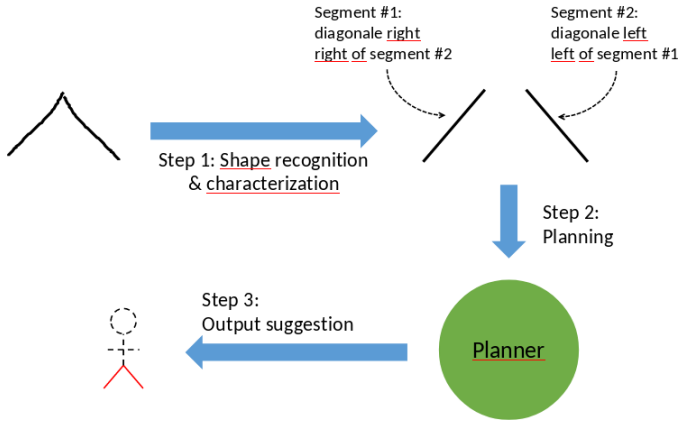 Segment #1:
diagonale right
right of segment #2
Segment #2:
diagonale left
left of segment #1
Step 1: Shape recognition
& characterization
Step 2:
Planning
Step 3:
Output suggestion
Planner